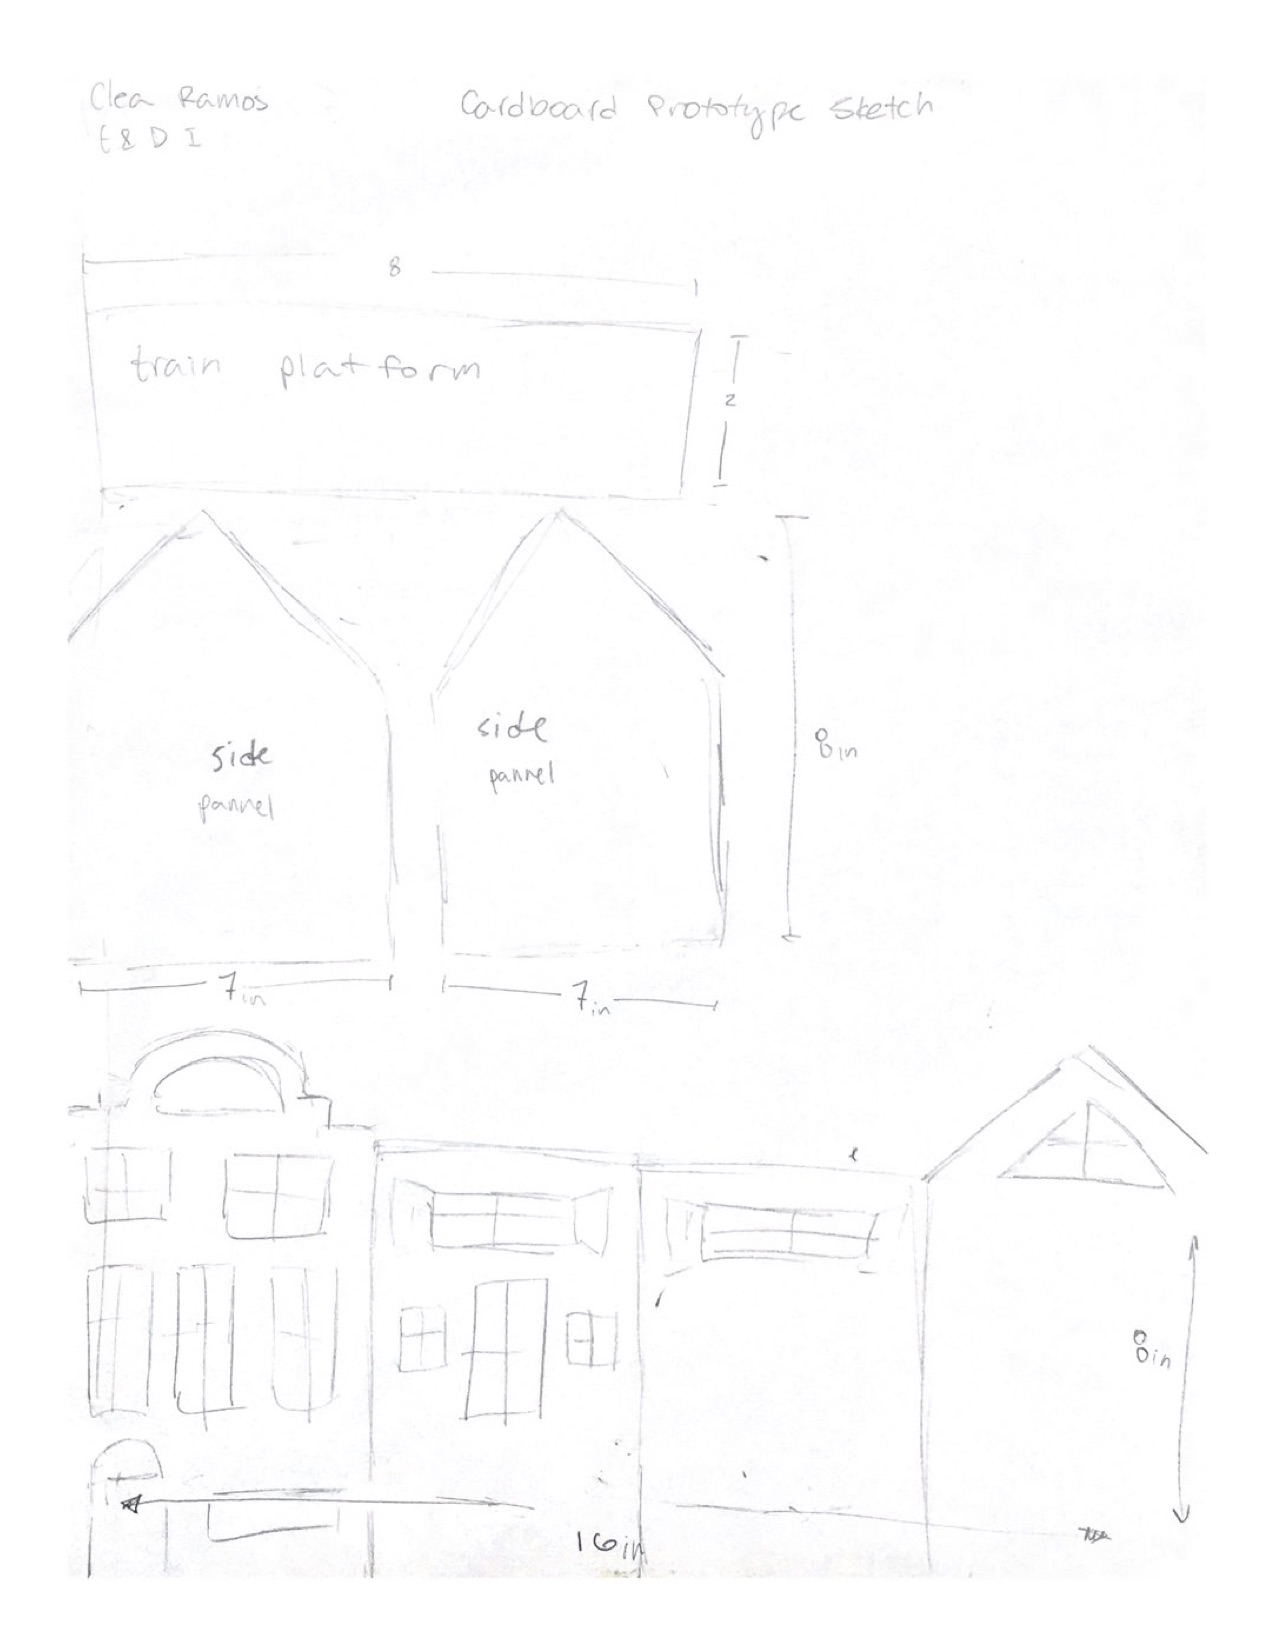 Clea Ramos
Cardboard Prototype Sketch
E & D I
8
train platform
2
side
pannel
side
pannel
8in
7in
7in
8in
16in